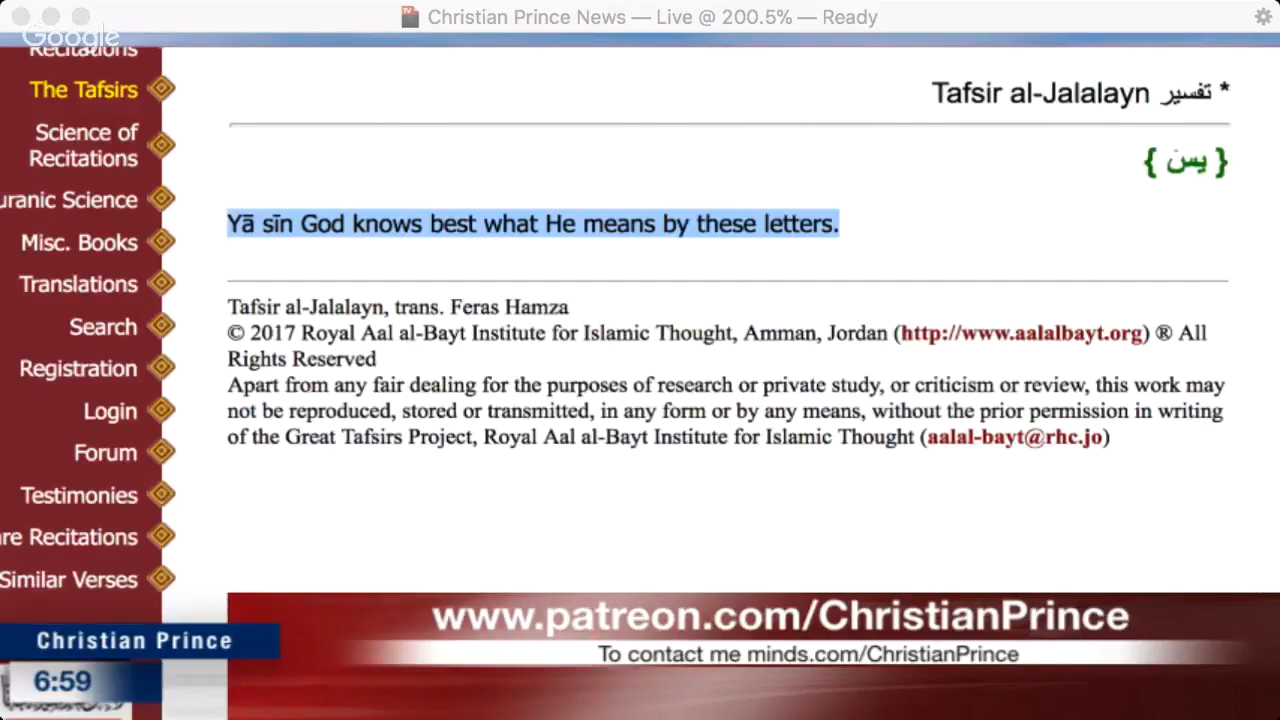 Christian Prince News — Live @ 200.5% — Ready
Google
Recitations
The Tafsirs
Science of
Recitations
uranic Science
Misc. Books
Translations
Search
Registration
Login
Forum
Testimonies
are Recitations
Similar Verses
* تفسير Tafsir al-Jalalayn
{ يسۤ }
Yā sīn God knows best what He means by these letters.
Tafsir al-Jalalayn, trans. Feras Hamza
© 2017 Royal Aal al-Bayt Institute for Islamic Thought, Amman, Jordan (http://www.aalalbayt.org) ® All
Rights Reserved
Apart from any fair dealing for the purposes of research or private study, or criticism or review, this work may
not be reproduced, stored or transmitted, in any form or by any means, without the prior permission in writing
of the Great Tafsirs Project, Royal Aal al-Bayt Institute for Islamic Thought (aalal-bayt@rhc.jo)
www.patreon.com/ChristianPrince
To contact me minds.com/ChristianPrince
Christian Prince
6:59